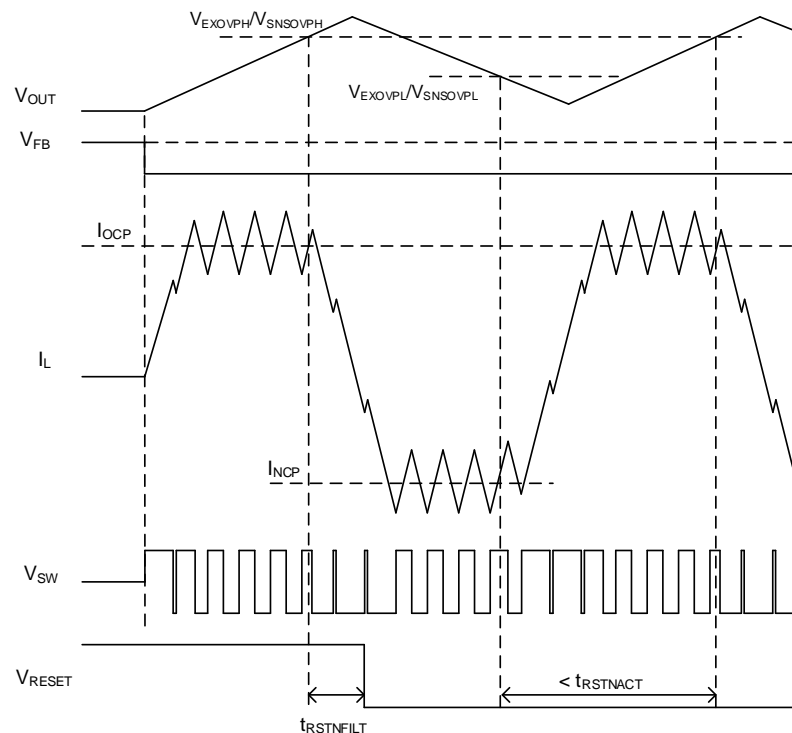 VEXOVPH/VSNSOVPH
VEXOVPL/VSNSOVPL
VOUT
VFB
IOCP
IL
INCP
VSW
VRESET
< tRSTNACT
tRSTNFILT